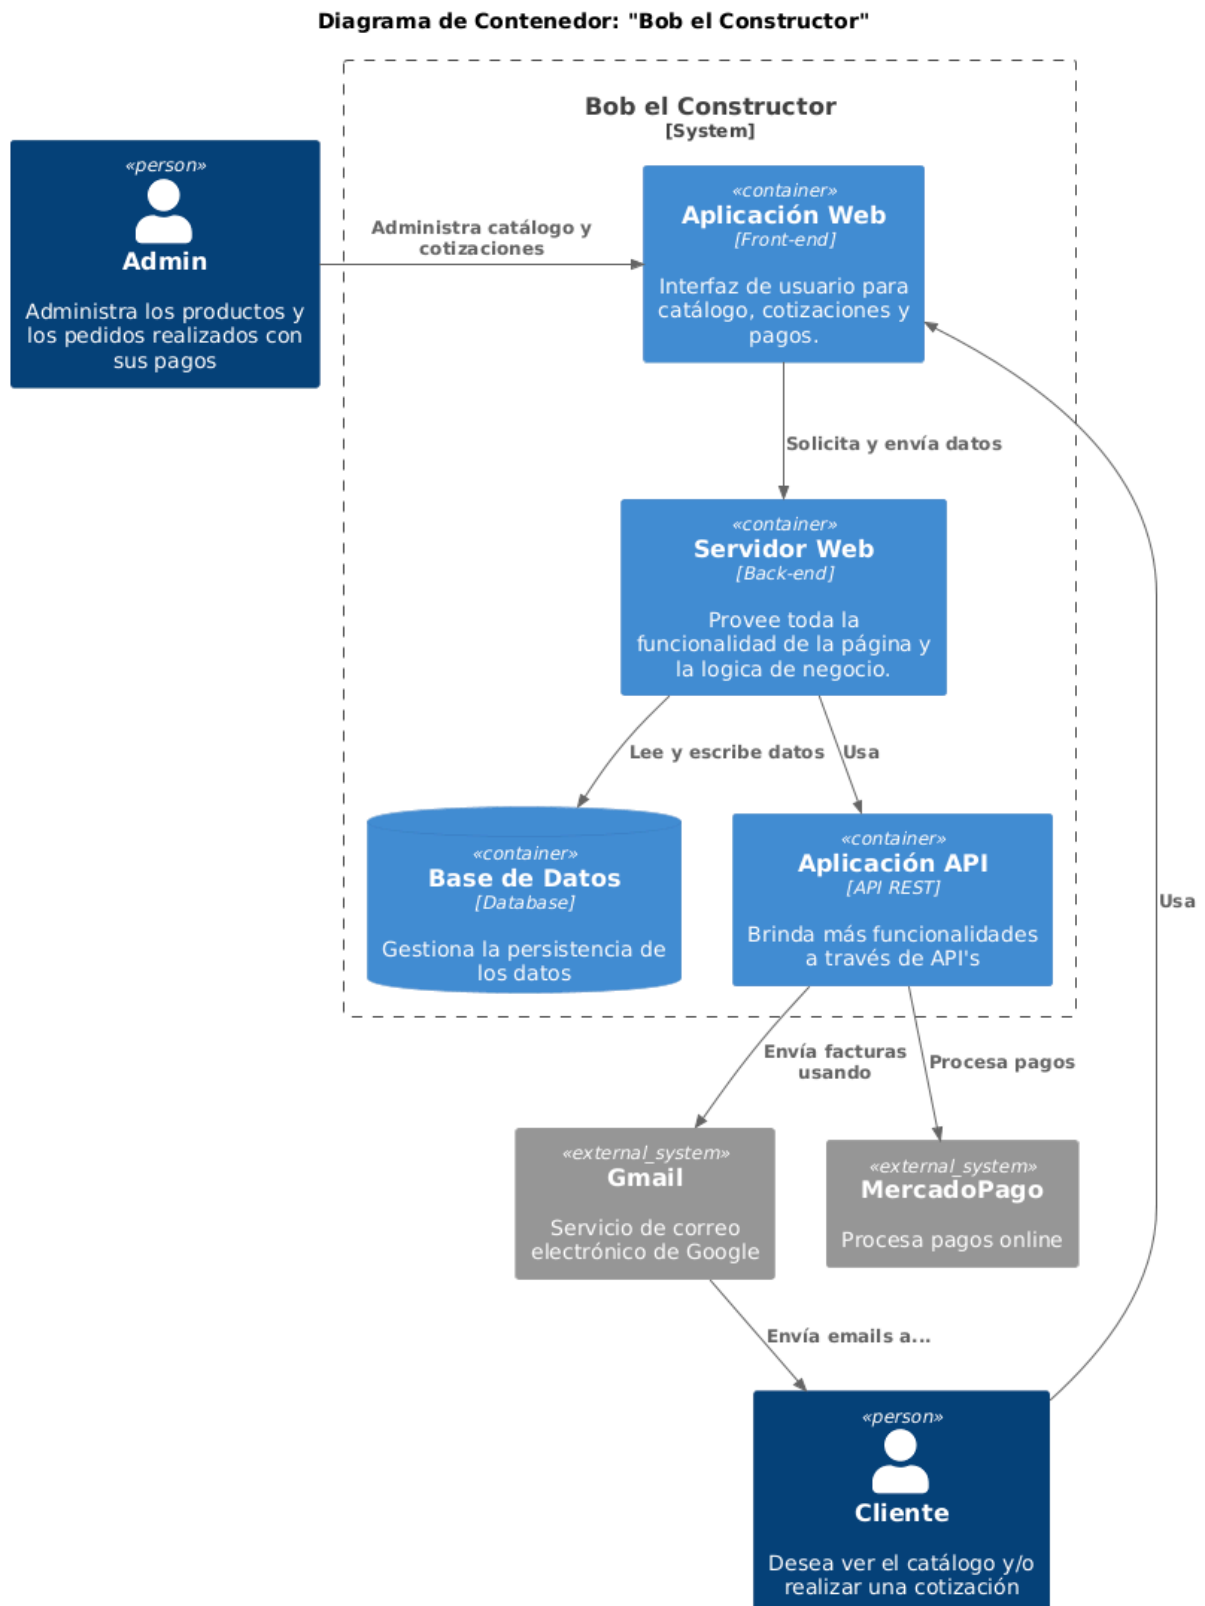 Diagrama de Contenedor: "Bob el Constructor"
Bob el Constructor
[System]
«person»
Admin
Administra los productos y
los pedidos realizados con
sus pagos
Administra catálogo y
cotizaciones
«container»
Aplicación Web
[Front-end]
Interfaz de usuario para
catálogo, cotizaciones y
pagos.
Solicita y envía datos
«container»
Servidor Web
[Back-end]
Provee toda la
funcionalidad de la página y
la logica de negocio.
Lee y escribe datos
Usa
«container»
Base de Datos
[Database]
Gestiona la persistencia de
los datos
«container»
Aplicación API
[API REST]
Brinda más funcionalidades
a través de API's
Usa
Envía facturas
usando
Procesa pagos
«external_system»
Gmail
Servicio de correo
electrónico de Google
«external_system»
MercadoPago
Procesa pagos online
Envía emails a...
«person»
Cliente
Desea ver el catálogo y/o
realizar una cotización